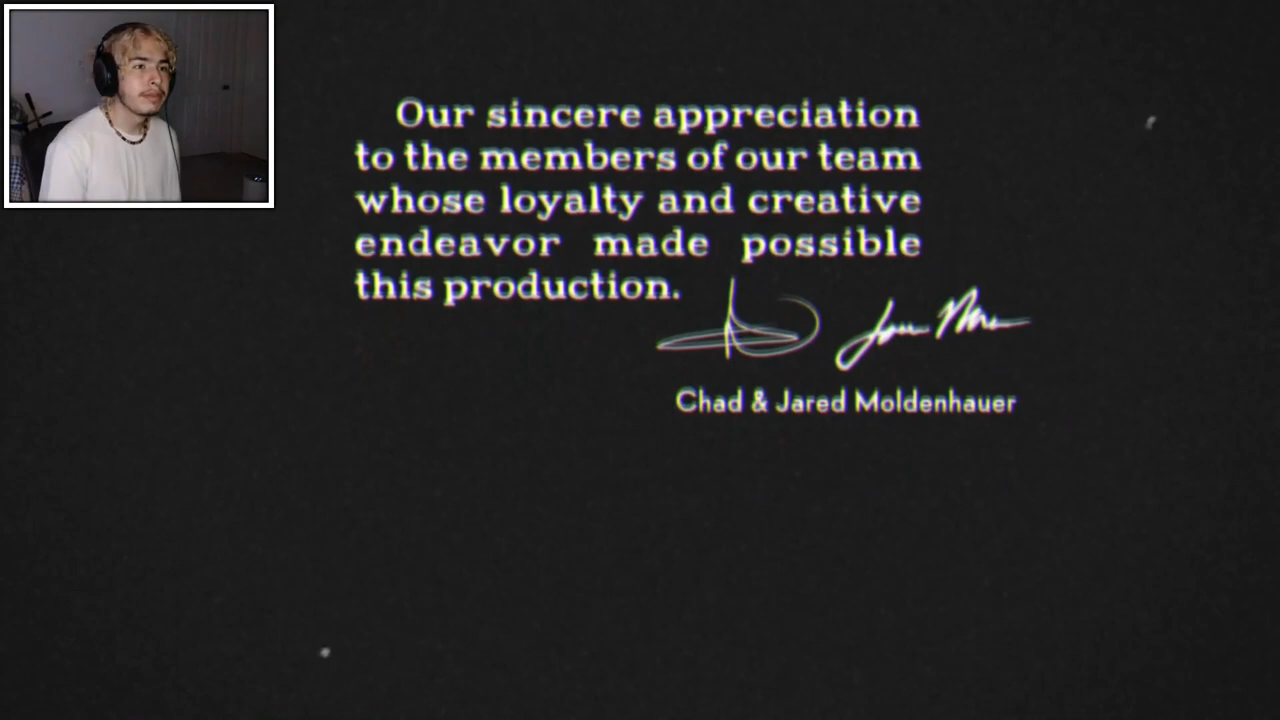 Our sincere appreciation
to the members of our team
whose loyalty and creative
endeavor made possible
this production.
Chad & Jared Moldenhauer